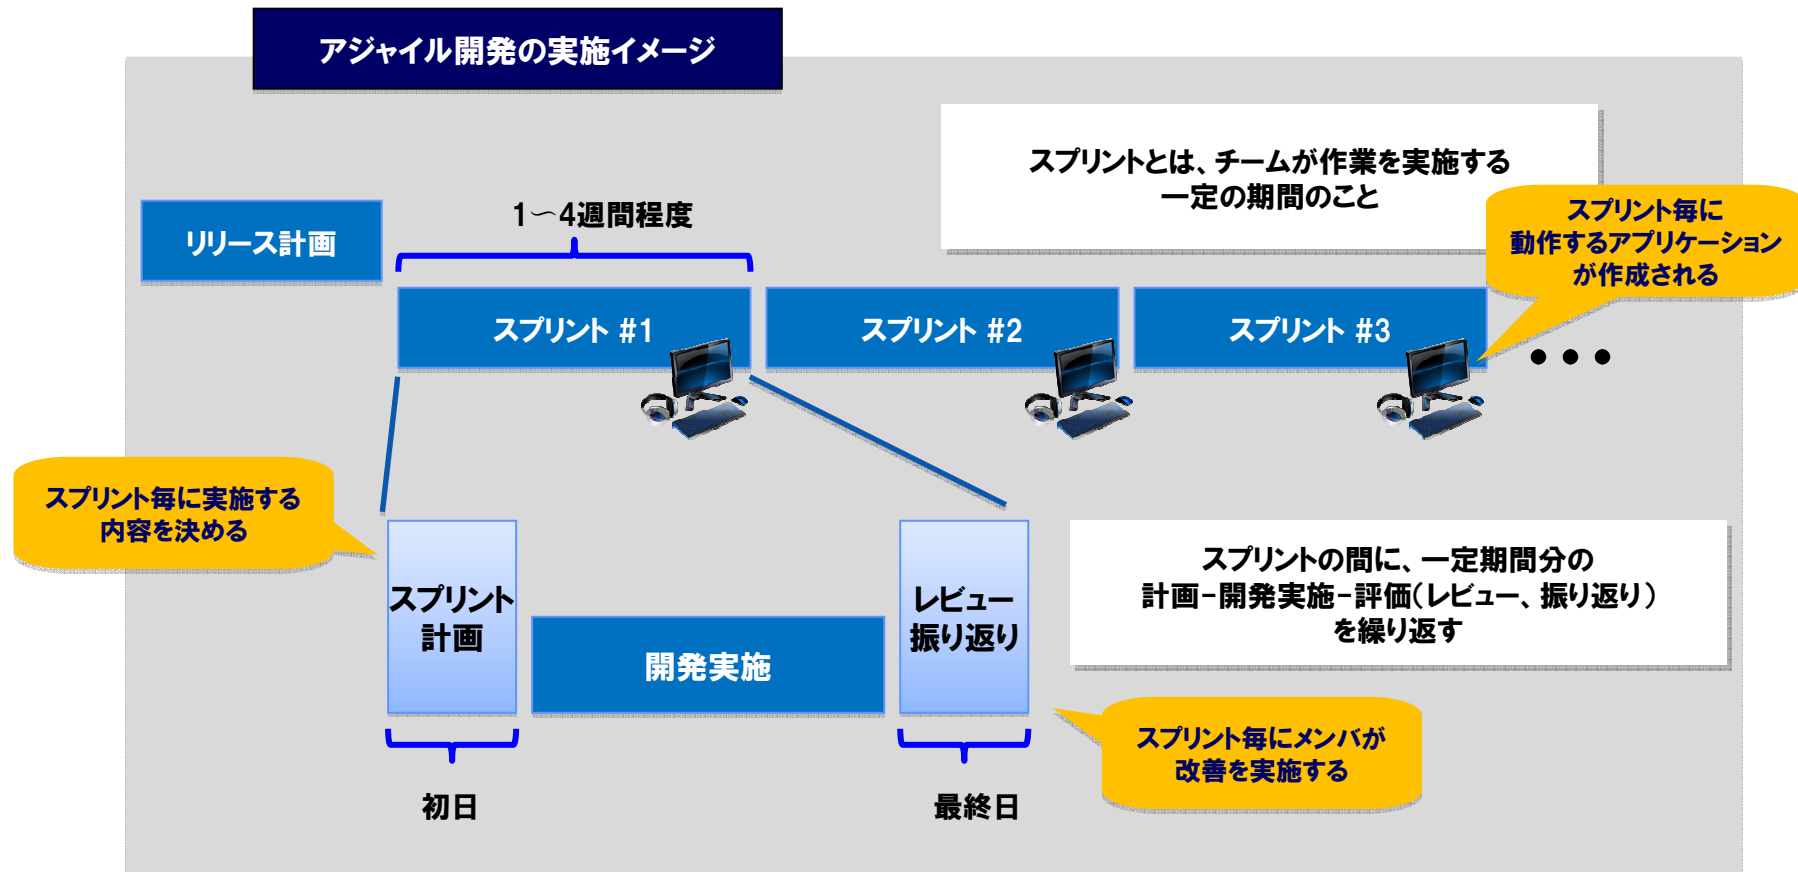 アジャイル開発の実施イメージ
スプリントとは、チームが作業を実施する
一定の期間のこと
リリース計画
1～4週間程度
スプリント毎に
動作するアプリケーション
が作成される
スプリント #1
スプリント #2
スプリント #3
•••
スプリント毎に実施する
内容を決める
スプリント
計画
開発実施
レビュー
振り返り
スプリントの間に、一定期間分の
計画-開発実施-評価(レビュー、振り返り)
を繰り返す
スプリント毎にメンバが
改善を実施する
初日
最終日